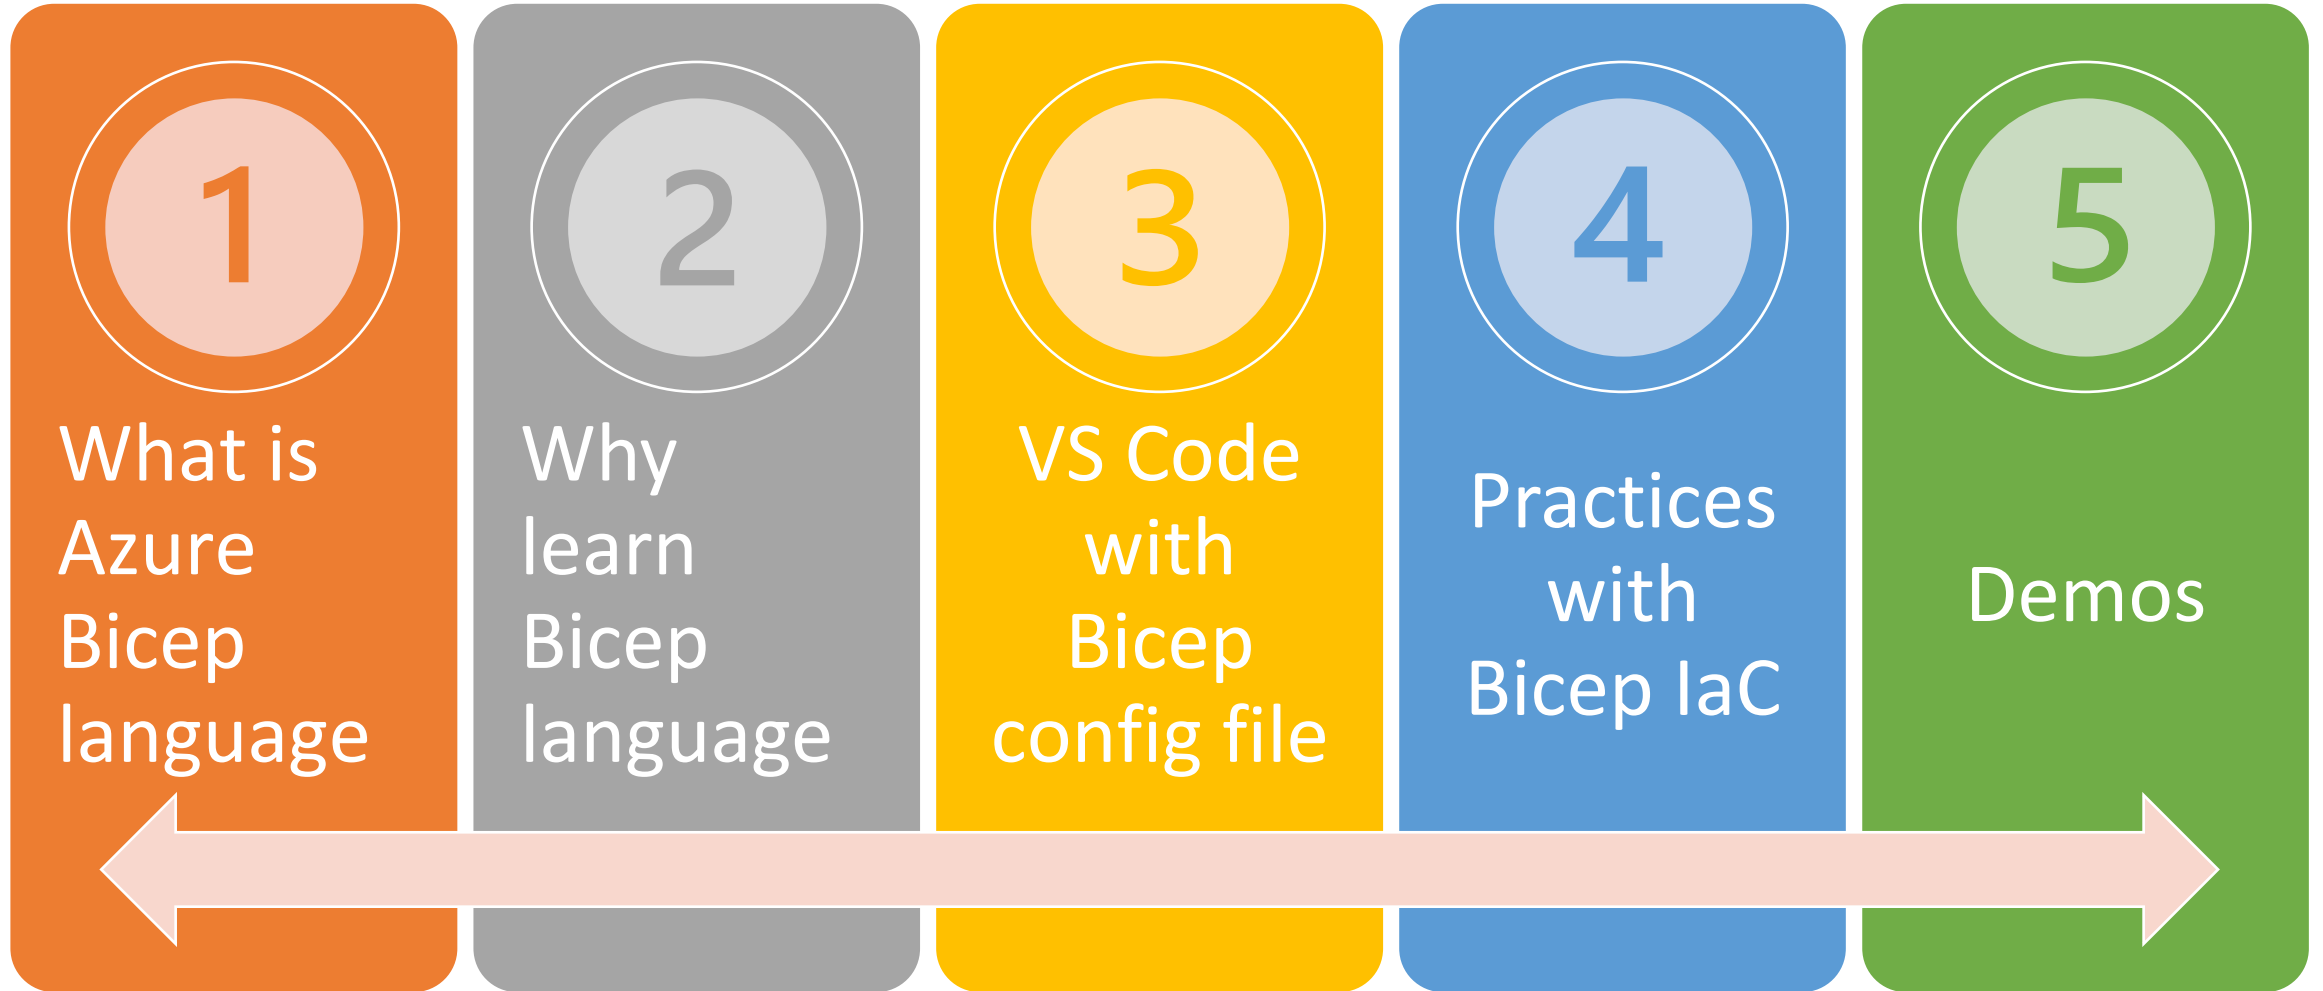 1
What is
Azure
Bicep
language
2
Why
learn
Bicep
language
3
VS Code
with
Bicep
config file
4
Practices
with
Bicep IaC
5
Demos